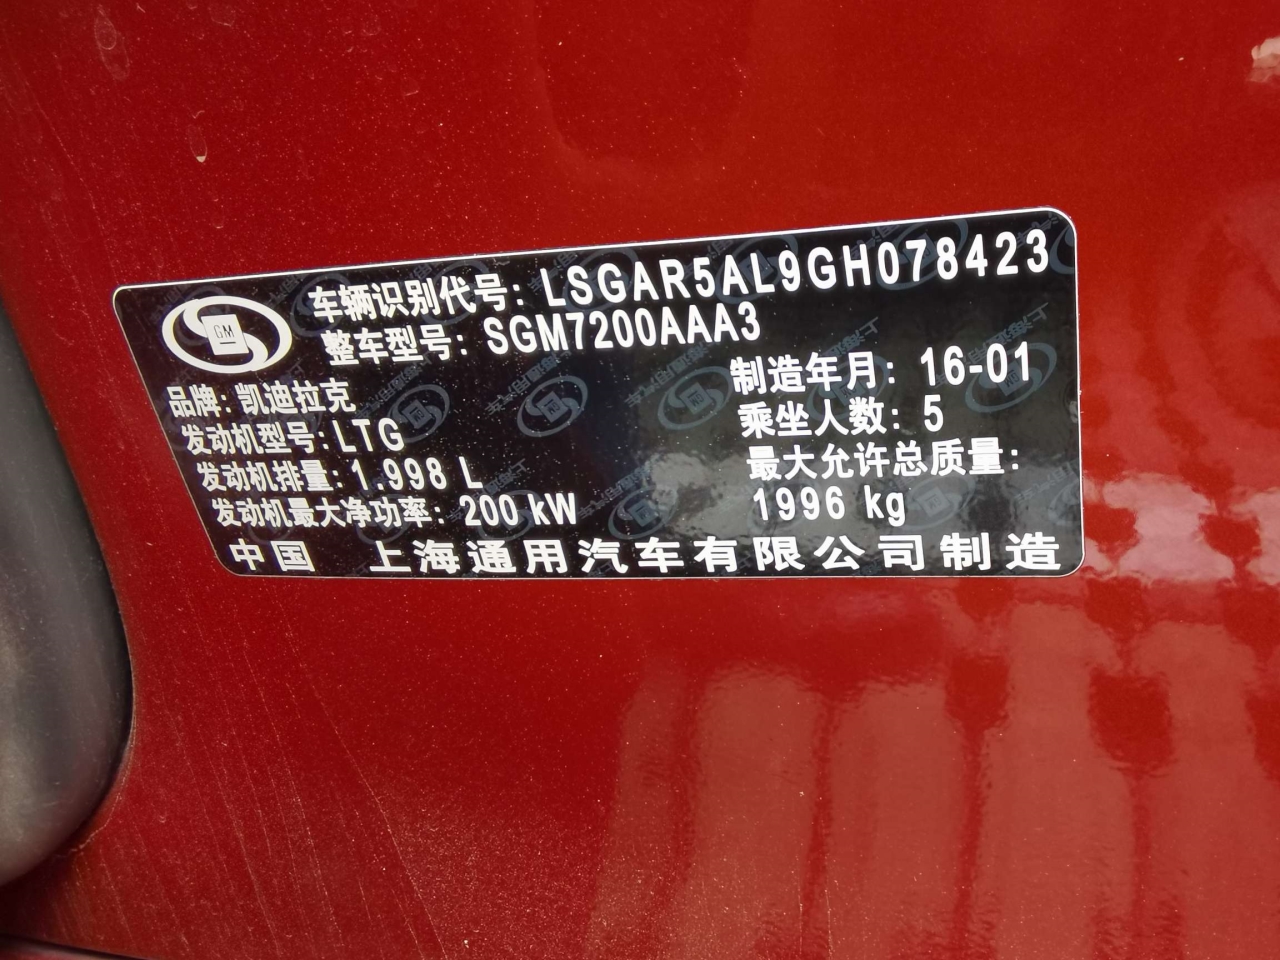 GM
车辆识别代号: LSGAR5AL9GH078423
整车型号: SGM7200AAA3
品牌: 凯迪拉克
制造年月: 16-01
发动机型号: LTG
乘坐人数: 5
发动机排量: 1.998 L
最大允许总质量:
1996 kg
发动机最大净功率: 200 kW
中国 上海通用汽车有限公司制造